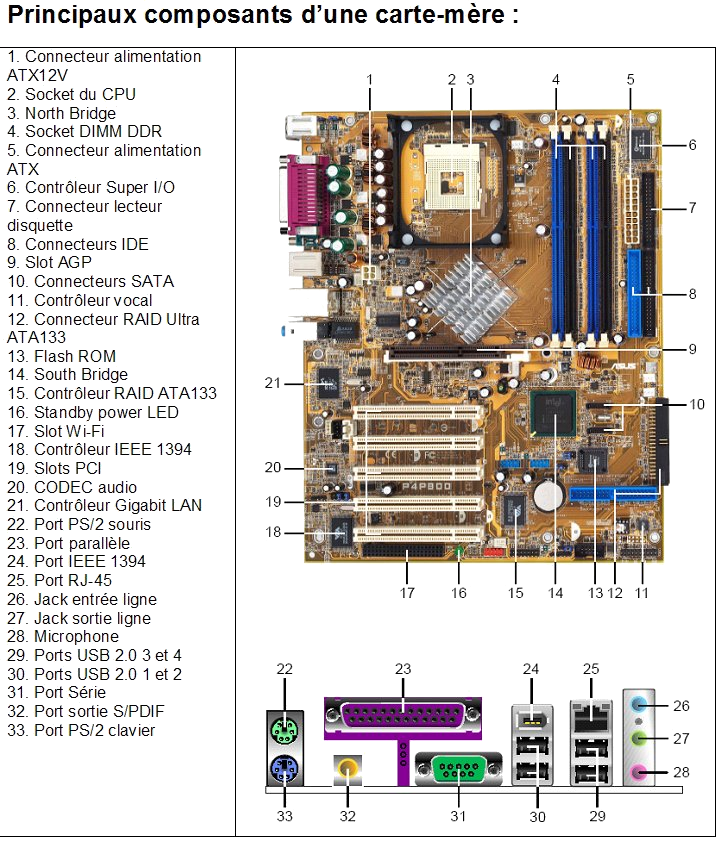 Principaux composants d’une carte-mère :
1. Connecteur alimentation
ATX12V
2. Socket du CPU
3. North Bridge
4. Socket DIMM DDR
5. Connecteur alimentation
ATX
6. Contrôleur Super I/O
7. Connecteur lecteur
disquette
8. Connecteurs IDE
9. Slot AGP
10. Connecteurs SATA
11. Contrôleur vocal
12. Connecteur RAID Ultra
ATA133
13. Flash ROM
14. South Bridge
15. Contrôleur RAID ATA133
16. Standby power LED
17. Slot Wi-Fi
18. Contrôleur IEEE 1394
19. Slots PCI
20. CODEC audio
21. Contrôleur Gigabit LAN
22. Port PS/2 souris
23. Port parallèle
24. Port IEEE 1394
25. Port RJ-45
26. Jack entrée ligne
27. Jack sortie ligne
28. Microphone
29. Ports USB 2.0 3 et 4
30. Ports USB 2.0 1 et 2
31. Port Série
32. Port sortie S/PDIF
33. Port PS/2 clavier
1 2 3 4 5
6
7
8
9
ASUS
21
10
intel
20
P4P800
19
18
17 16 15 14 13 12 11
22 23 24 25
26
27
28
33 32 31 30 29